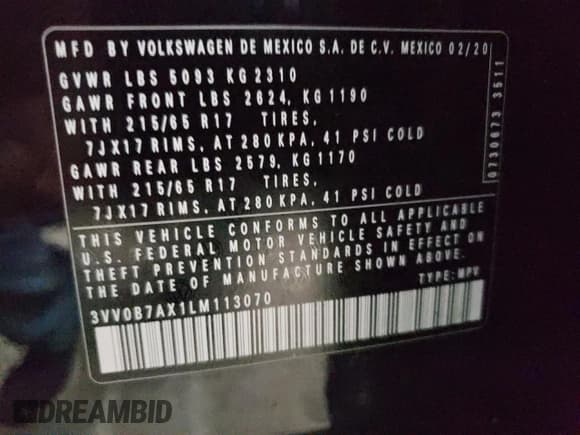 MFD BY VOLKSWAGEN DE MEXICO S.A. DE C.V. MEXICO 02/20
GVWR LBS 5093 KG 2310
GAWR FRONT LBS 2624, KG 1190
WITH 215/65 R17 TIRES,
7JX17 RIMS, AT 280 KPA, 41 PSI COLD
GAWR REAR LBS 2579, KG 1170
WITH 215/65 R17 TIRES,
7JX17 RIMS, AT 280 KPA, 41 PSI COLD
THIS VEHICLE CONFORMS TO ALL APPLICABLE
U.S. FEDERAL MOTOR VEHICLE SAFETY AND
THEFT PREVENTION STANDARDS IN EFFECT ON
THE DATE OF MANUFACTURE SHOWN ABOVE.
TYPE: MPV
3VV0B7AX1LM113070
0730673 3511
DREAMBID